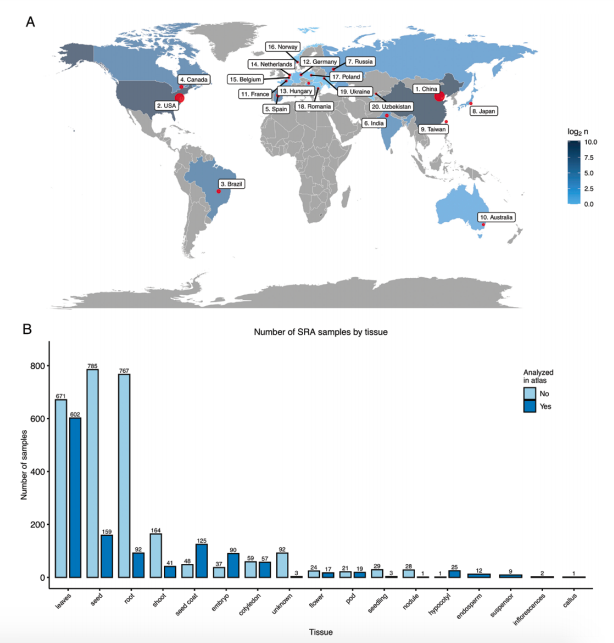 A
16. Norway
14. Netherlands
12. Germany
7. Russia
4. Canada
15. Belgium
17. Poland
11. France
13. Hungary
19. Ukraine
1. China
2. USA
5. Spain
18. Romania
20. Uzbekistan
8. Japan
6. India
9. Taiwan
3. Brazil
10. Australia
log2 n
10.0
7.5
5.0
2.5
0.0
B
Number of SRA samples by tissue
Number of samples
800
600
400
200
0
671
602
785
159
767
92
164
41
48
125
37
90
59
57
92
3
24
17
21
19
29
3
28
1
1
25
12
9
2
1
Analyzed
in atlas
No
Yes
leaves
seed
root
shoot
seed coat
embryo
cotyledon
unknown
flower
pod
seedling
nodule
hypocotyl
endosperm
suspensor
inflorescences
callus
Tissue